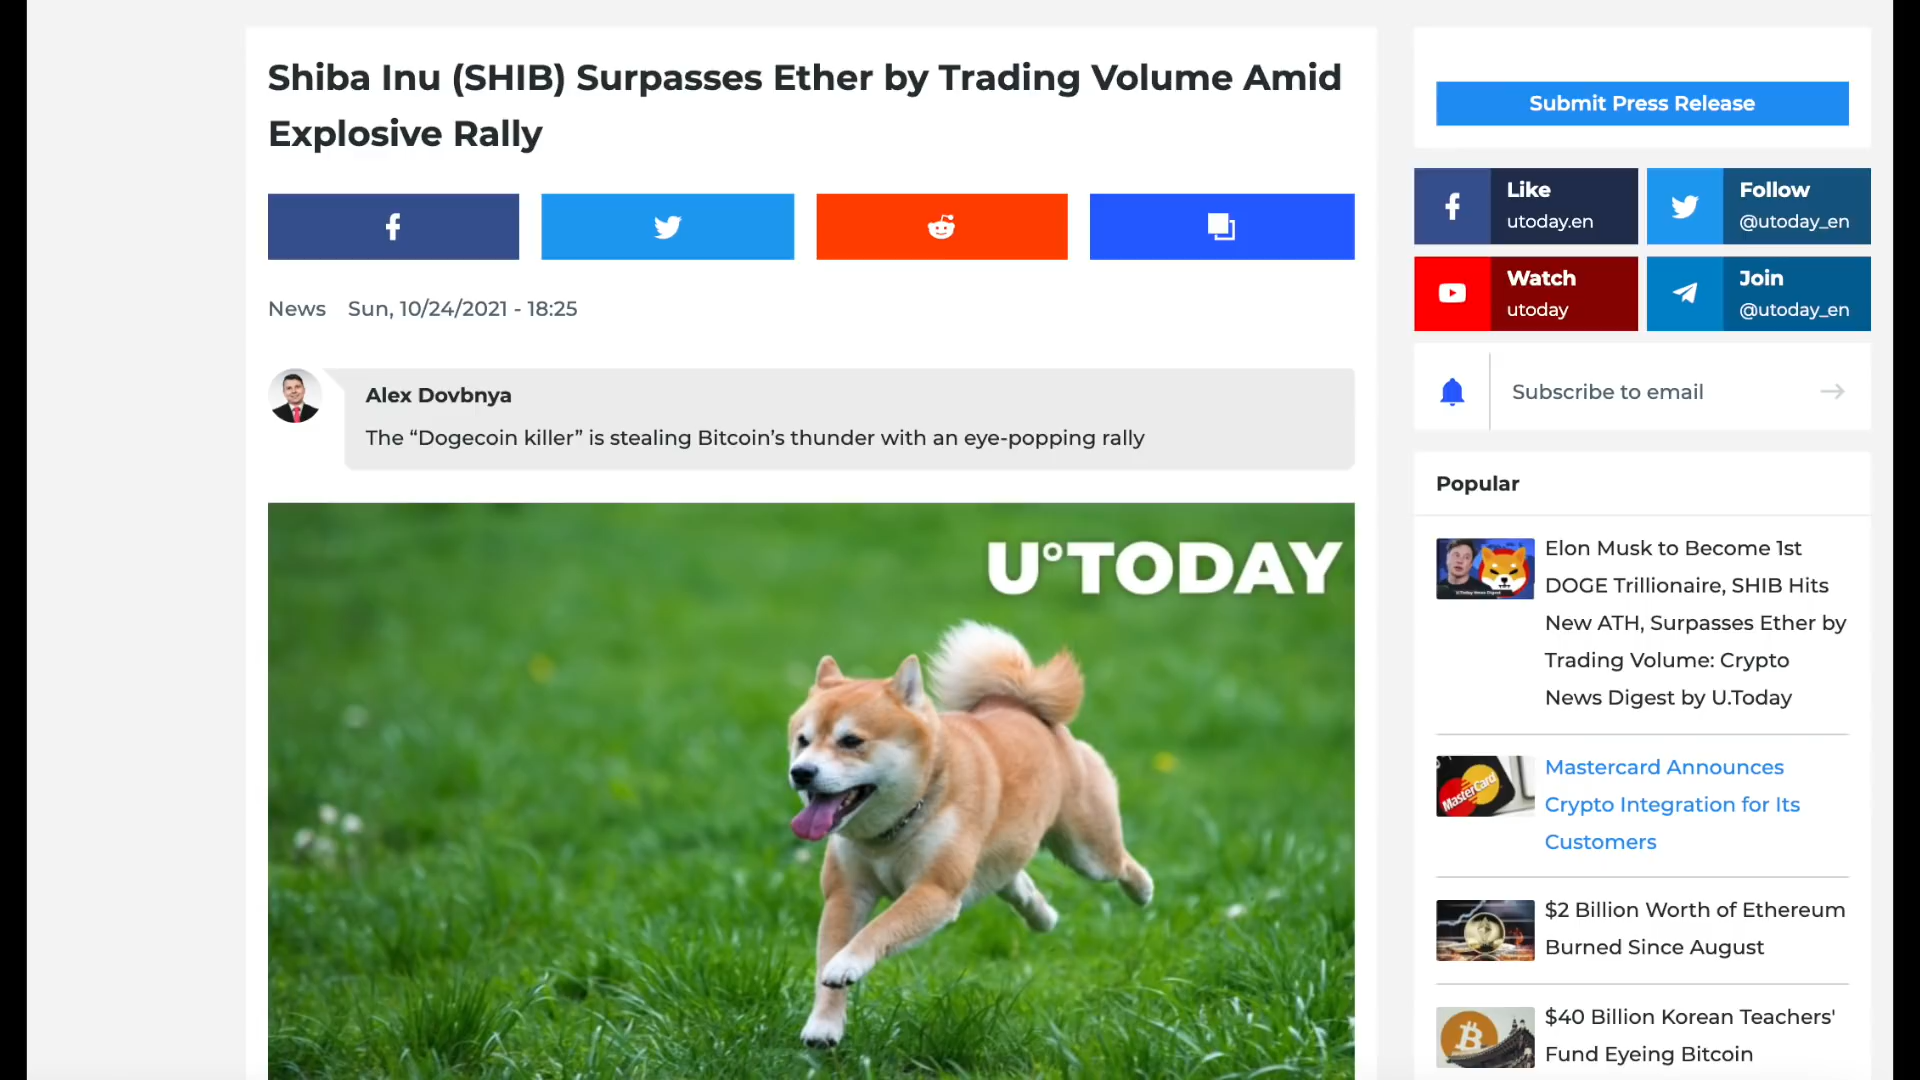 Shiba Inu (SHIB) Surpasses Ether by Trading Volume Amid
Explosive Rally
News Sun, 10/24/2021 - 18:25
Alex Dovbnya
The “Dogecoin killer” is stealing Bitcoin’s thunder with an eye-popping rally
U°TODAY
Submit Press Release
Like
utoday.en
Follow
@utoday_en
Watch
utoday
Join
@utoday_en
Subscribe to email
Popular
Elon Musk to Become 1st
DOGE Trillionaire, SHIB Hits
New ATH, Surpasses Ether by
Trading Volume: Crypto
News Digest by U.Today
MasterCard
Mastercard Announces
Crypto Integration for Its
Customers
$2 Billion Worth of Ethereum
Burned Since August
$40 Billion Korean Teachers'
Fund Eyeing Bitcoin